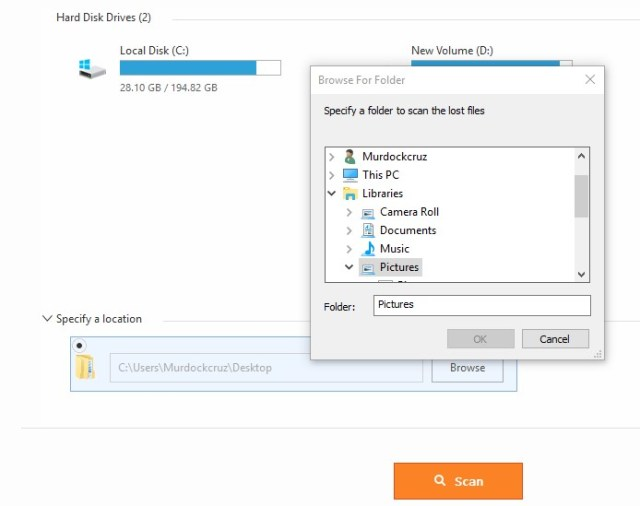 Hard Disk Drives (2)
Local Disk (C:)
New Volume (D:)
28.10 GB / 194.82 GB
Browse For Folder
Specify a folder to scan the lost files
Murdockcruz
This PC
Libraries
Camera Roll
Documents
Music
Pictures
Folder:
Pictures
OK
Cancel
Specify a location
C:\Users\Murdockcruz\Desktop
Browse
Scan